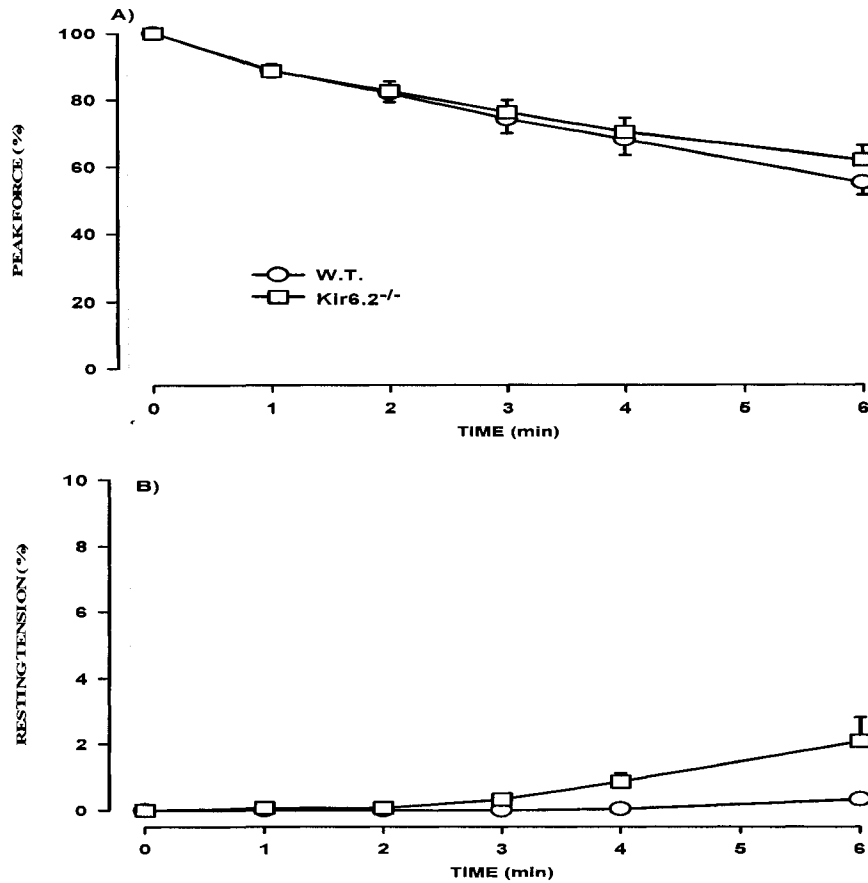 A)
100
80
60
40
20
0
PEAK FORCE (%)
W.T.
Kir6.2-/-
0 1 2 3 4 5 6
TIME (min)
B)
10
8
6
4
2
0
RESTING TENSION (%)
0 1 2 3 4 5 6
TIME (min)